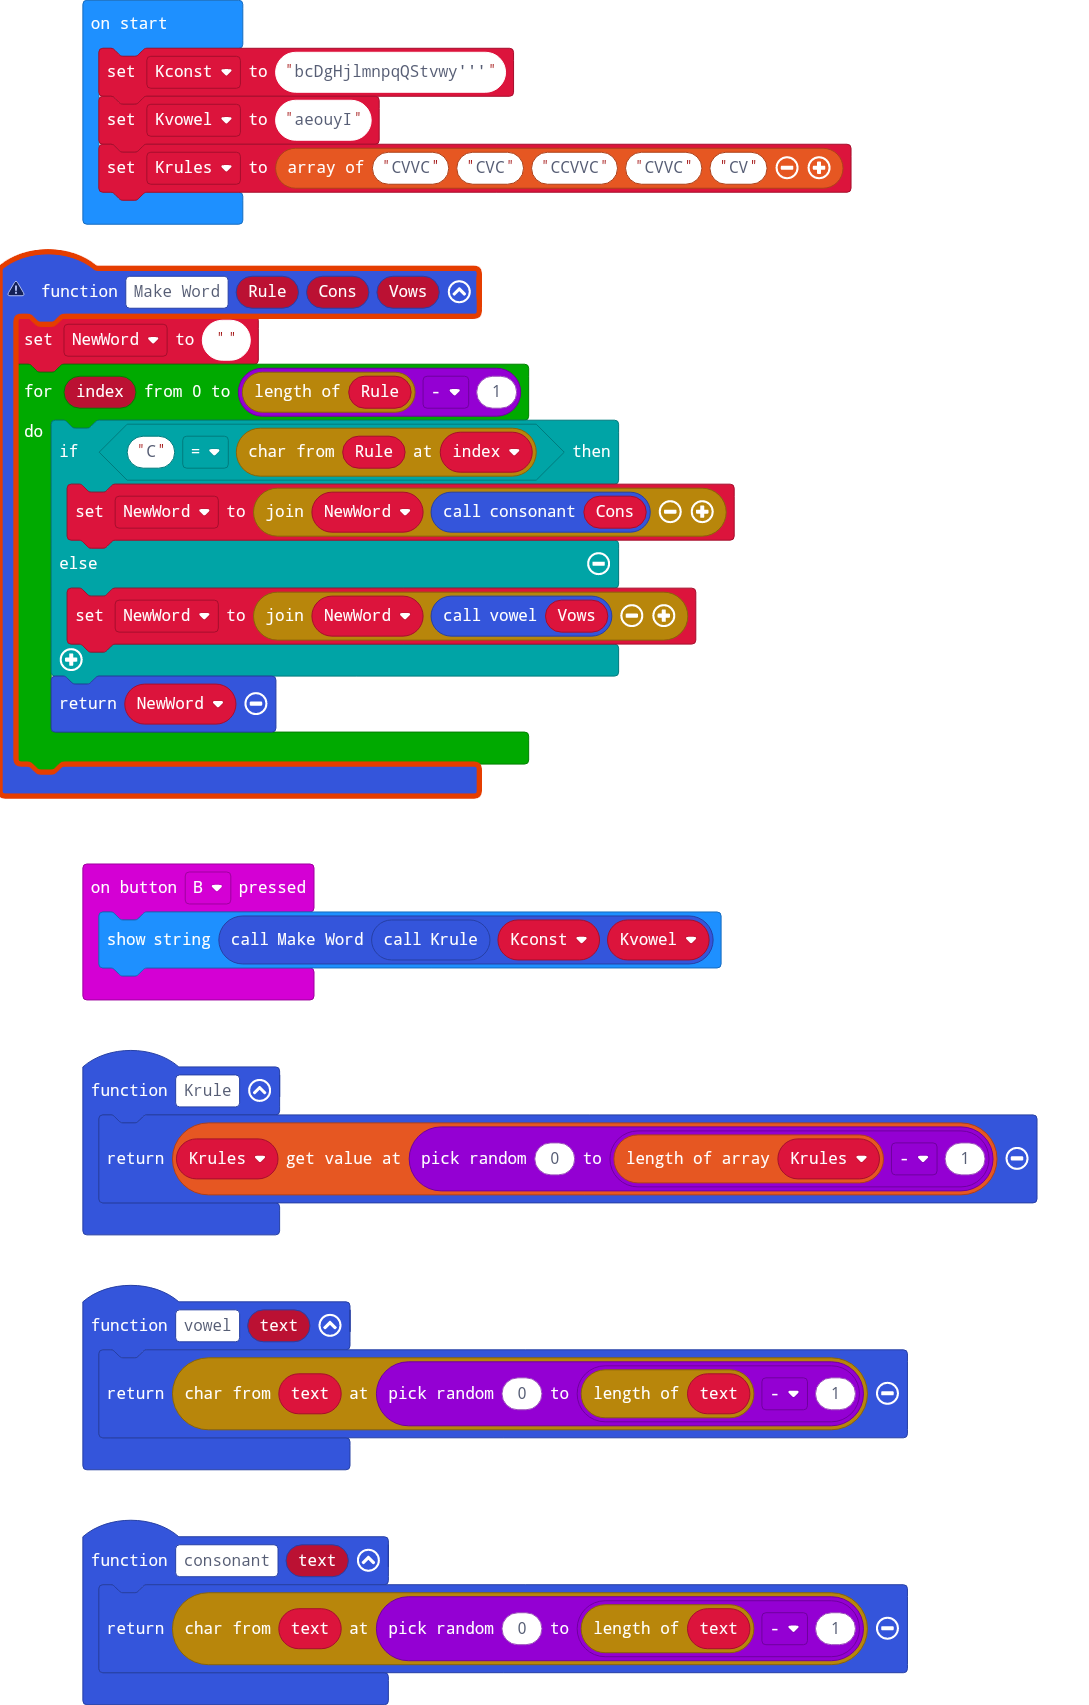 on start
set Kconst to "bcDgHjlmnpqQStvwy'''"
set Kvowel to "aeouyI"
set Krules to array of "CVVC" "CVC" "CCVVC" "CVVC" "CV"
function Make Word Rule Cons Vows
set NewWord to " "
for index from 0 to length of Rule - 1
do
if "C" = char from Rule at index then
set NewWord to join NewWord call consonant Cons
else
set NewWord to join NewWord call vowel Vows
return NewWord
on button B pressed
show string call Make Word call Krule Kconst Kvowel
function Krule
return Krules get value at pick random 0 to length of array Krules - 1
function vowel text
return char from text at pick random 0 to length of text - 1
function consonant text
return char from text at pick random 0 to length of text - 1